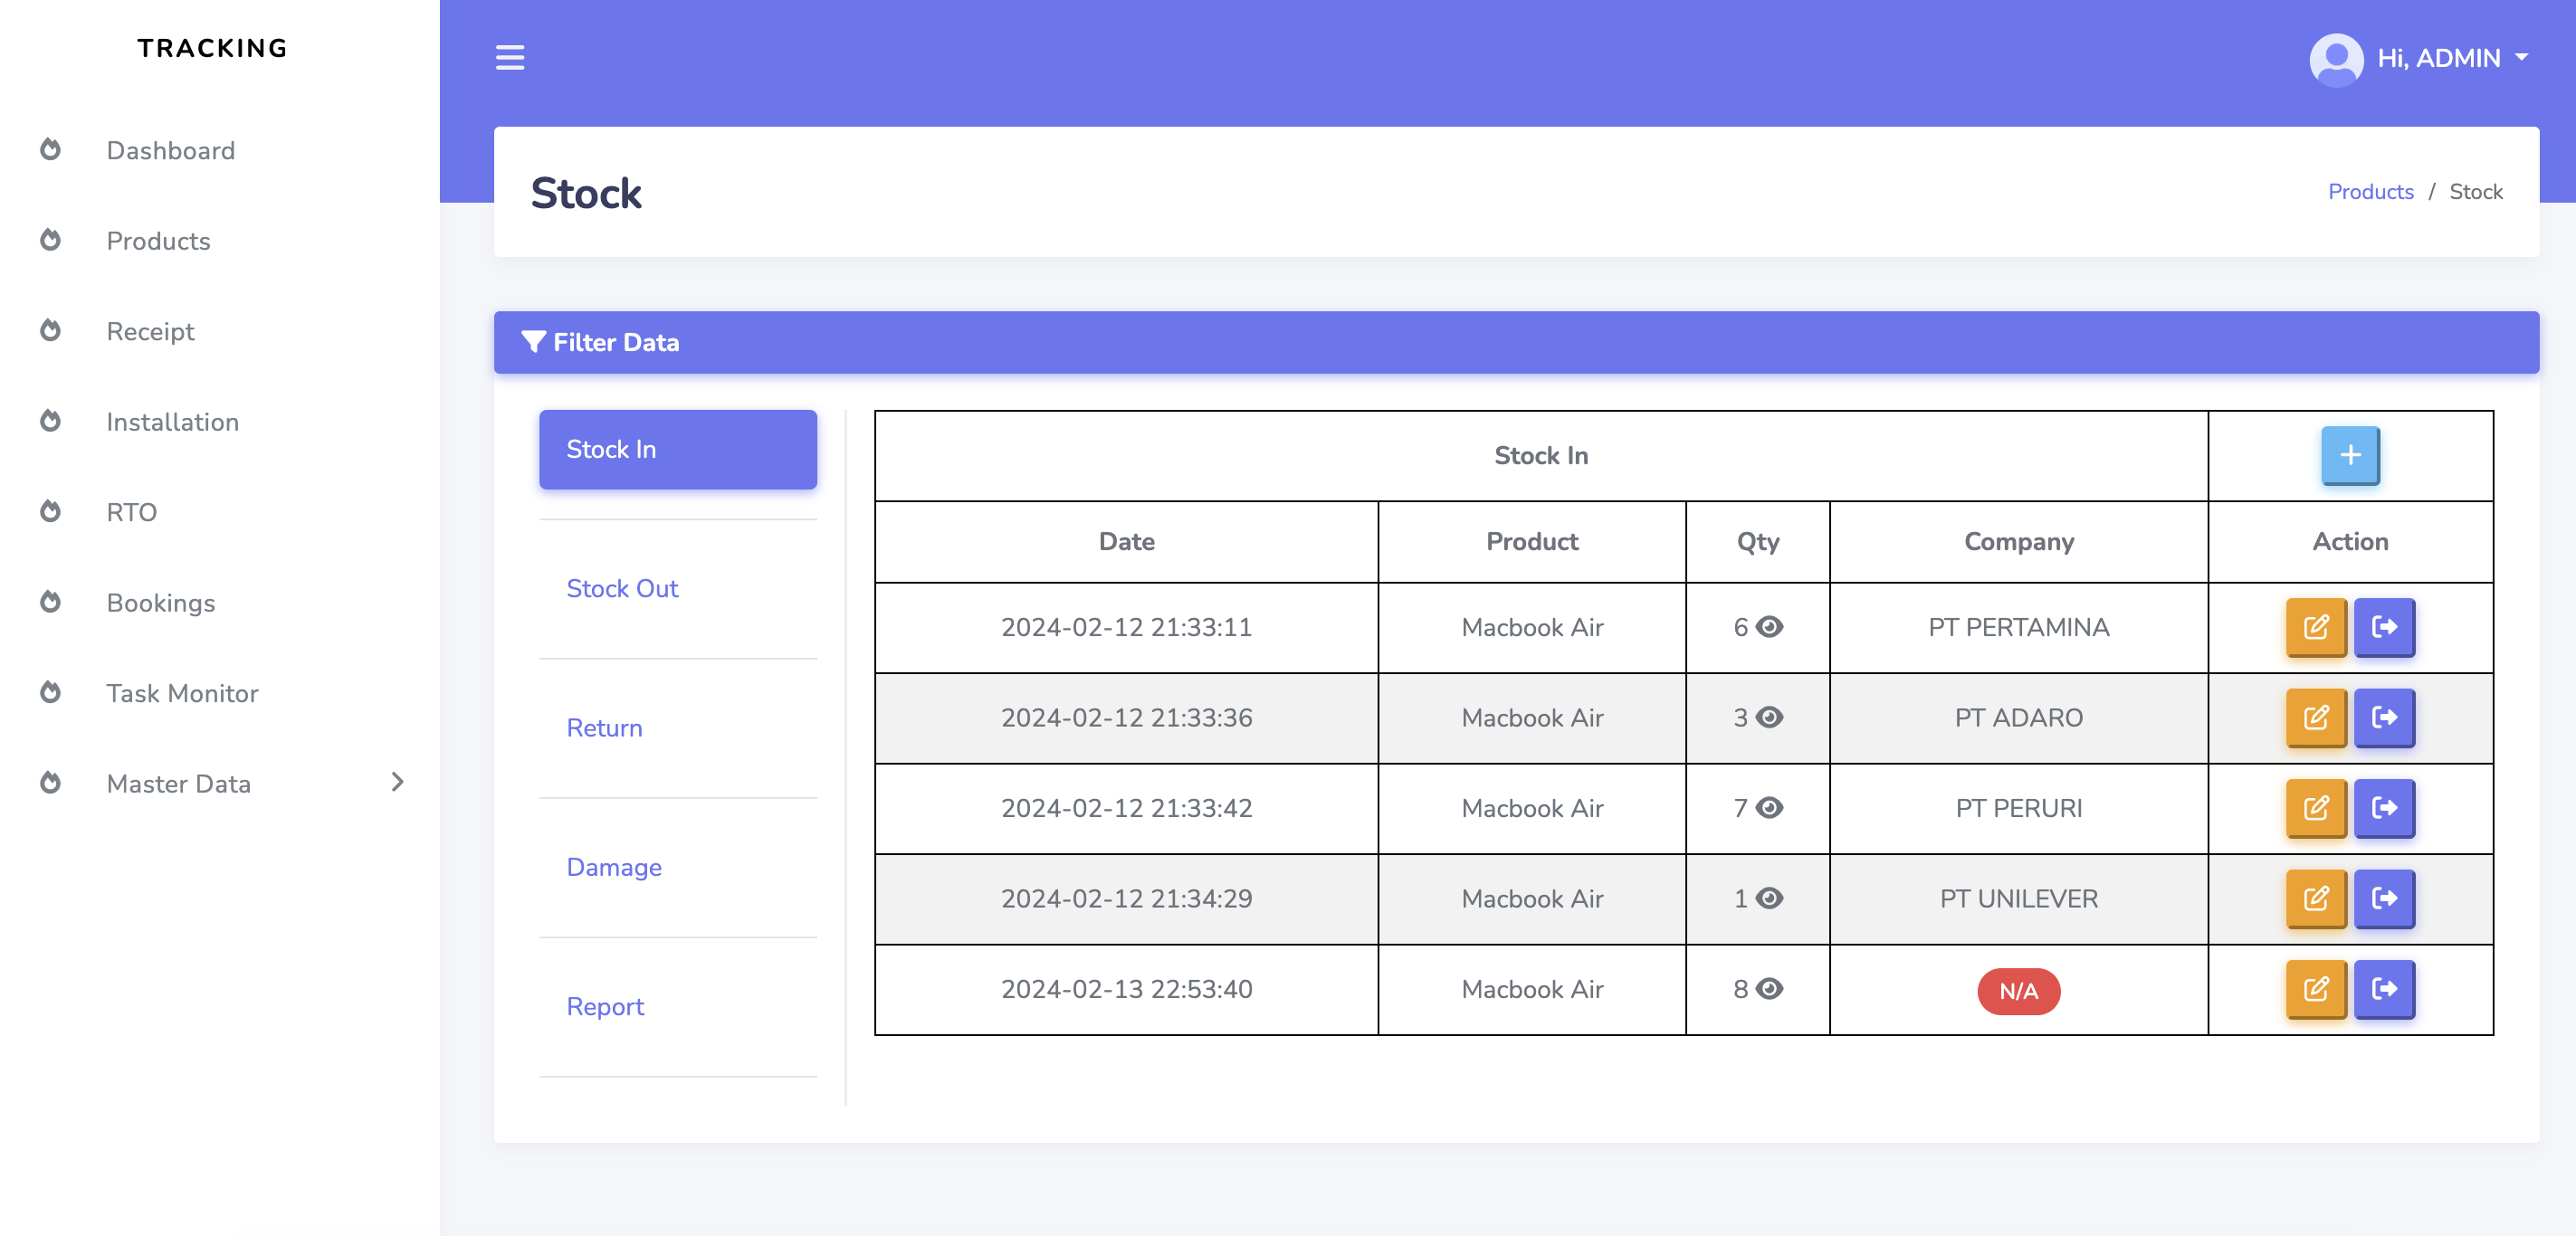 TRACKING
Hi, ADMIN
Dashboard
Products
Receipt
Installation
RTO
Bookings
Task Monitor
Master Data
Stock
Products / Stock
Filter Data
Stock In
Stock Out
Return
Damage
Report
Stock In
Date Product Qty Company Action
2024-02-12 21:33:11 Macbook Air 6 PT PERTAMINA
2024-02-12 21:33:36 Macbook Air 3 PT ADARO
2024-02-12 21:33:42 Macbook Air 7 PT PERURI
2024-02-12 21:34:29 Macbook Air 1 PT UNILEVER
2024-02-13 22:53:40 Macbook Air 8 N/A